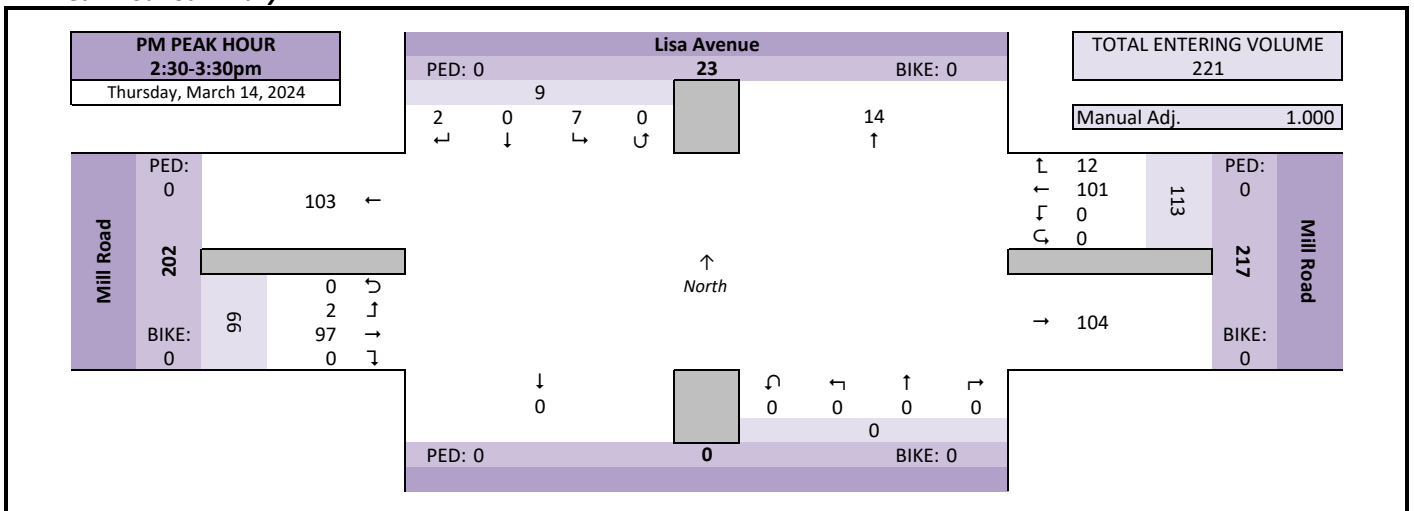 PM PEAK HOUR
2:30-3:30pm
Thursday, March 14, 2024
Lisa Avenue
PED: 0 23 BIKE: 0
9
2 0 7 0 14
↵ ↓ ↳ ↺ ↑
TOTAL ENTERING VOLUME
221
Manual Adj. 1.000
Mill Road
PED:
0
202
BIKE:
0
99
103 ←
0 ⮌
2 ↰
97 →
0 ↴
↑
North
↱ 12
← 101
↲ 0
⮎ 0
113
→ 104
PED:
0
217
BIKE:
0
Mill Road
↓ ↶ ↰ ↑ ↱
0 0 0 0 0
0
PED: 0 0 BIKE: 0